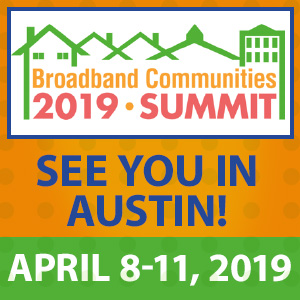 Broadband Communities
2019 · SUMMIT
SEE YOU IN
AUSTIN!
APRIL 8-11, 2019